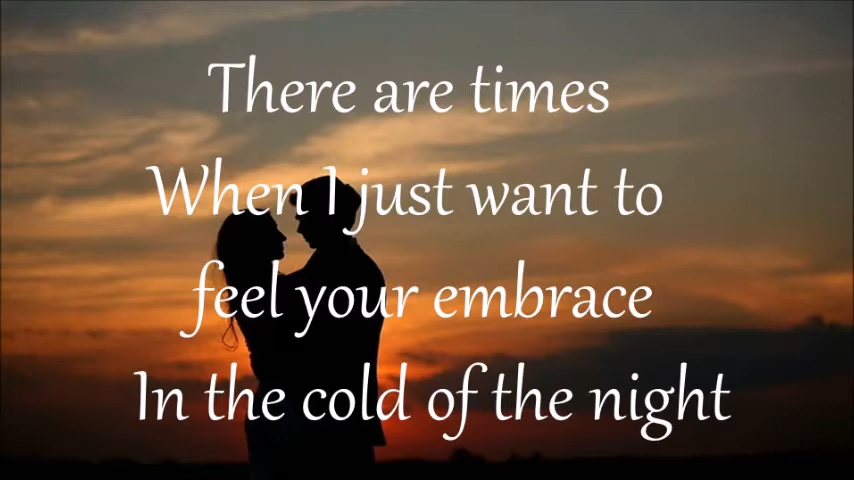 There are times
When I just want to
feel your embrace
In the cold of the night